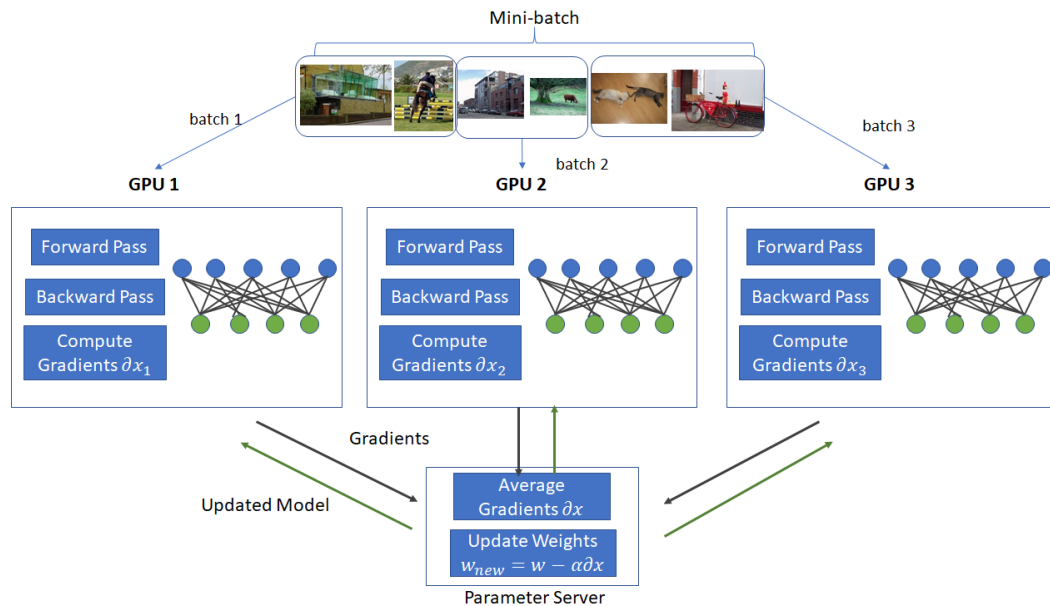 Mini-batch
batch 1
batch 2
batch 3
GPU 1
GPU 2
GPU 3
Forward Pass
Backward Pass
Compute
Gradients ∂x₁
Forward Pass
Backward Pass
Compute
Gradients ∂x₂
Forward Pass
Backward Pass
Compute
Gradients ∂x₃
Gradients
Updated Model
Average
Gradients ∂x
Update Weights
wₙₑw = w − α∂x
Parameter Server